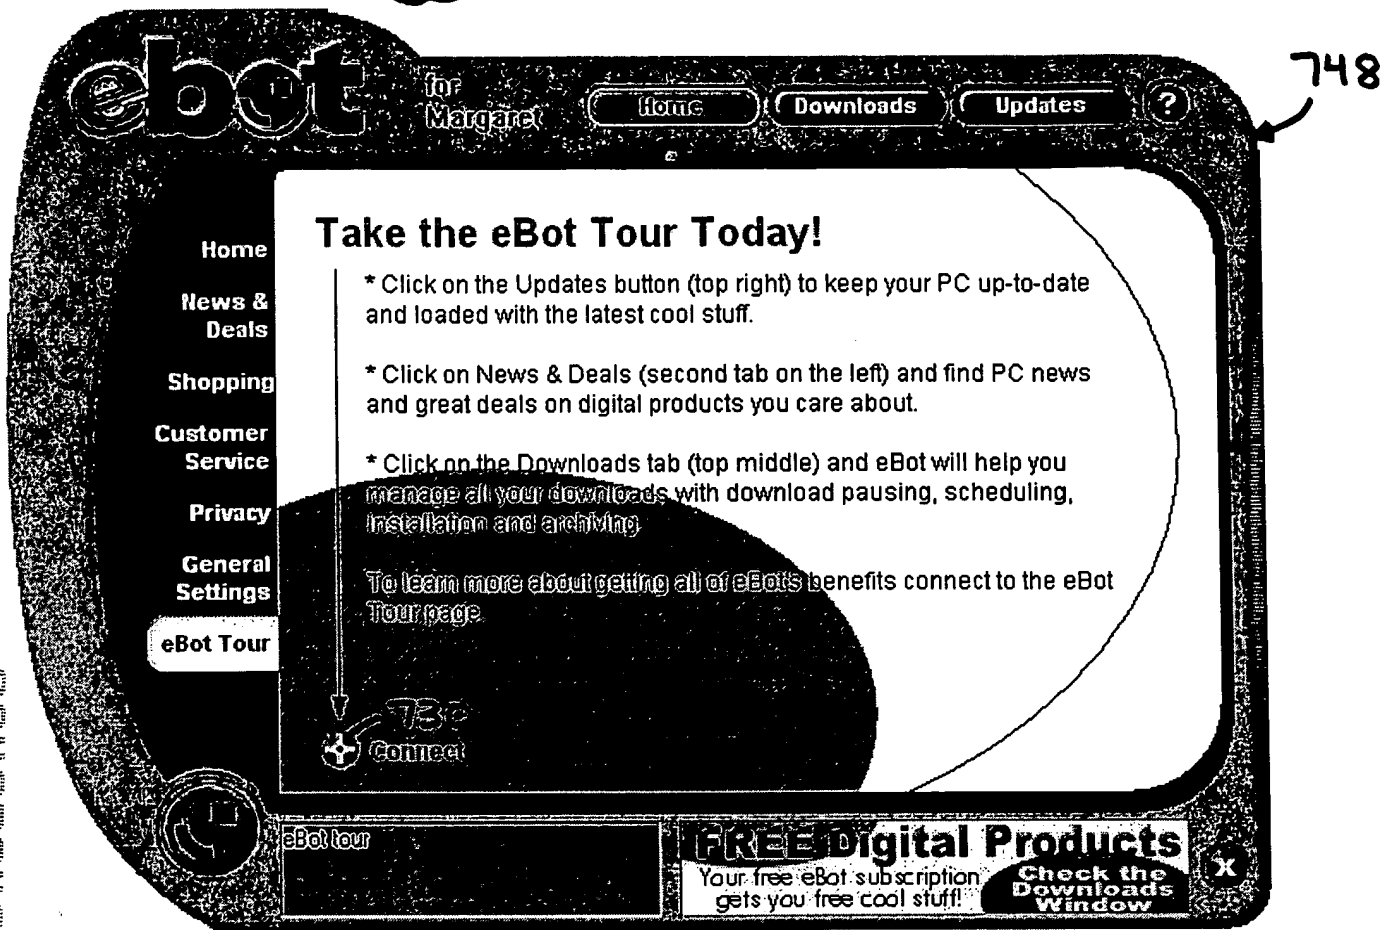 748
ebot
for
Margaret
Home
Downloads
Updates
?
Home
News &
Deals
Shopping
Customer
Service
Privacy
General
Settings
eBot Tour
Take the eBot Tour Today!
* Click on the Updates button (top right) to keep your PC up-to-date
and loaded with the latest cool stuff.
* Click on News & Deals (second tab on the left) and find PC news
and great deals on digital products you care about.
* Click on the Downloads tab (top middle) and eBot will help you
manage all your downloads with download pausing, scheduling,
installation and archiving.
To learn more about getting all of eBot's benefits connect to the eBot
Tour page.
730
Connect
eBot tour
FREE Digital Products
Your free eBot subscription
gets you free cool stuff!
Check the
Downloads
Window
X